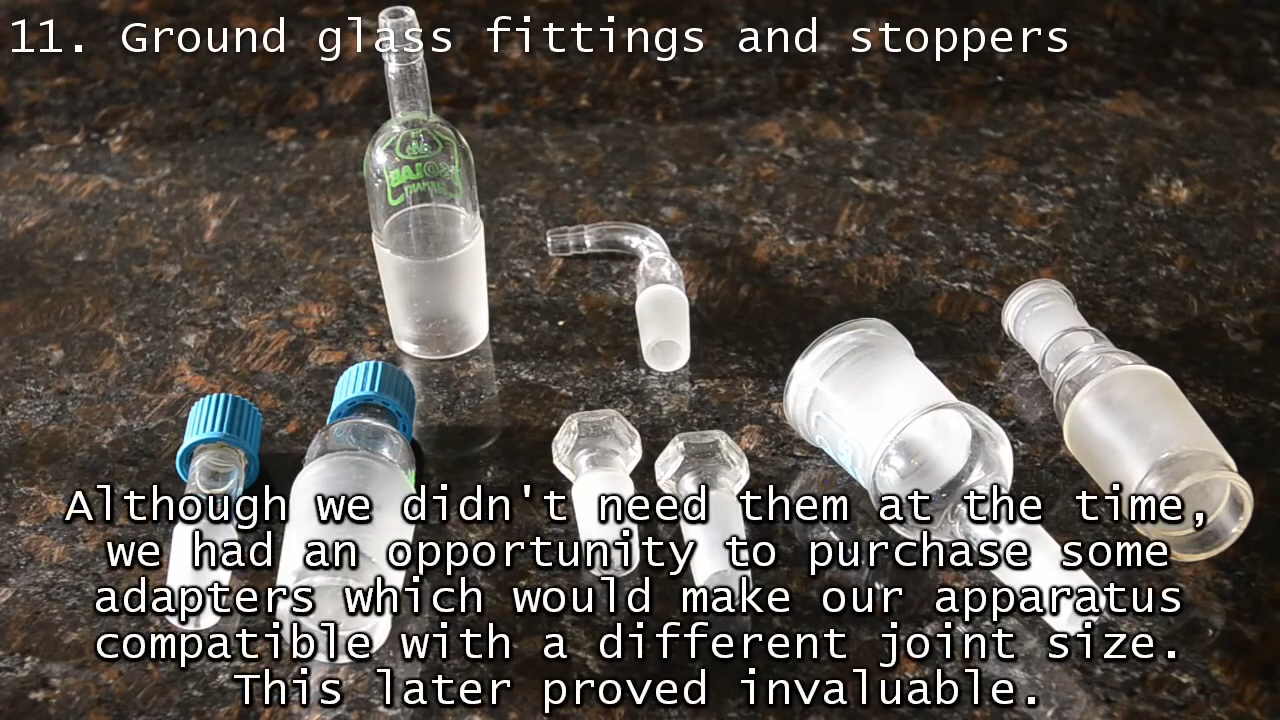 11. Ground glass fittings and stoppers
Although we didn't need them at the time,
we had an opportunity to purchase some
adapters which would make our apparatus
compatible with a different joint size.
This later proved invaluable.